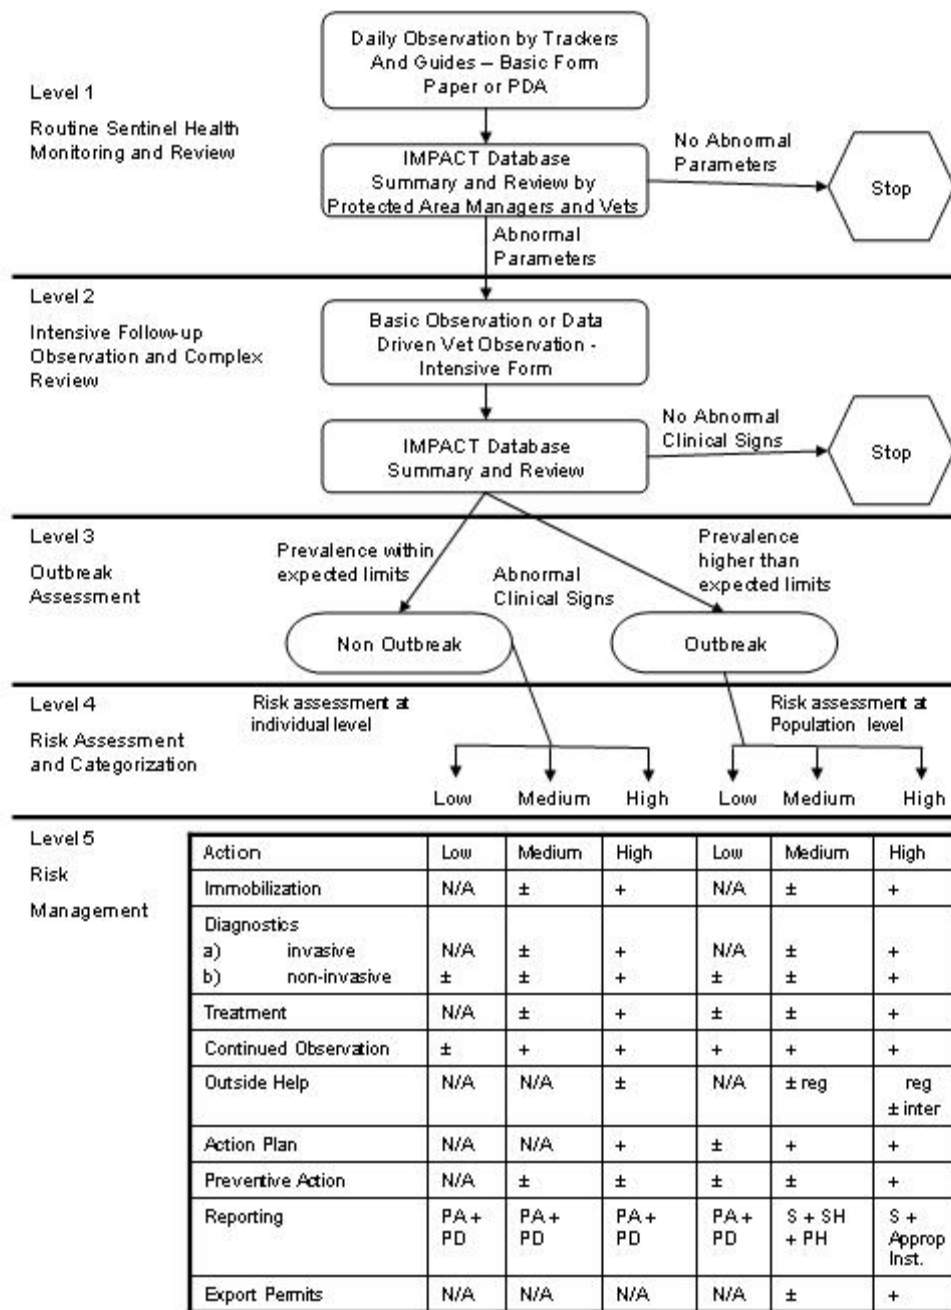 Daily Observation by Trackers
And Guides – Basic Form
Paper or PDA
Level 1
Routine Sentinel Health
Monitoring and Review
IMPACT Database
Summary and Review by
Protected Area Managers and Vets
No Abnormal
Parameters
Stop
Abnormal
Parameters
Level 2
Intensive Follow-up
Observation and Complex
Review
Basic Observation or Data
Driven Vet Observation -
Intensive Form
IMPACT Database
Summary and Review
No Abnormal
Clinical Signs
Stop
Level 3
Outbreak
Assessment
Prevalence within
expected limits
Abnormal
Clinical Signs
Prevalence
higher than
expected limits
Non Outbreak
Outbreak
Level 4
Risk Assessment
and Categorization
Risk assessment at
individual level
Risk assessment at
Population level
Low Medium High Low Medium High
Level 5
Risk
Management
Action Low Medium High Low Medium High
Immobilization N/A ± + N/A ± +
Diagnostics
a) invasive N/A ± + N/A ± +
b) non-invasive ± ± + ± ± +
Treatment N/A ± + ± ± +
Continued Observation ± + + + + +
Outside Help N/A N/A ± N/A ± reg reg
± inter
Action Plan N/A N/A + ± + +
Preventive Action N/A ± ± ± ± +
Reporting PA + PA + PA + PA + S + SH S +
PD PD PD PD + PH Approp
Inst.
Export Permits N/A N/A N/A N/A ± +